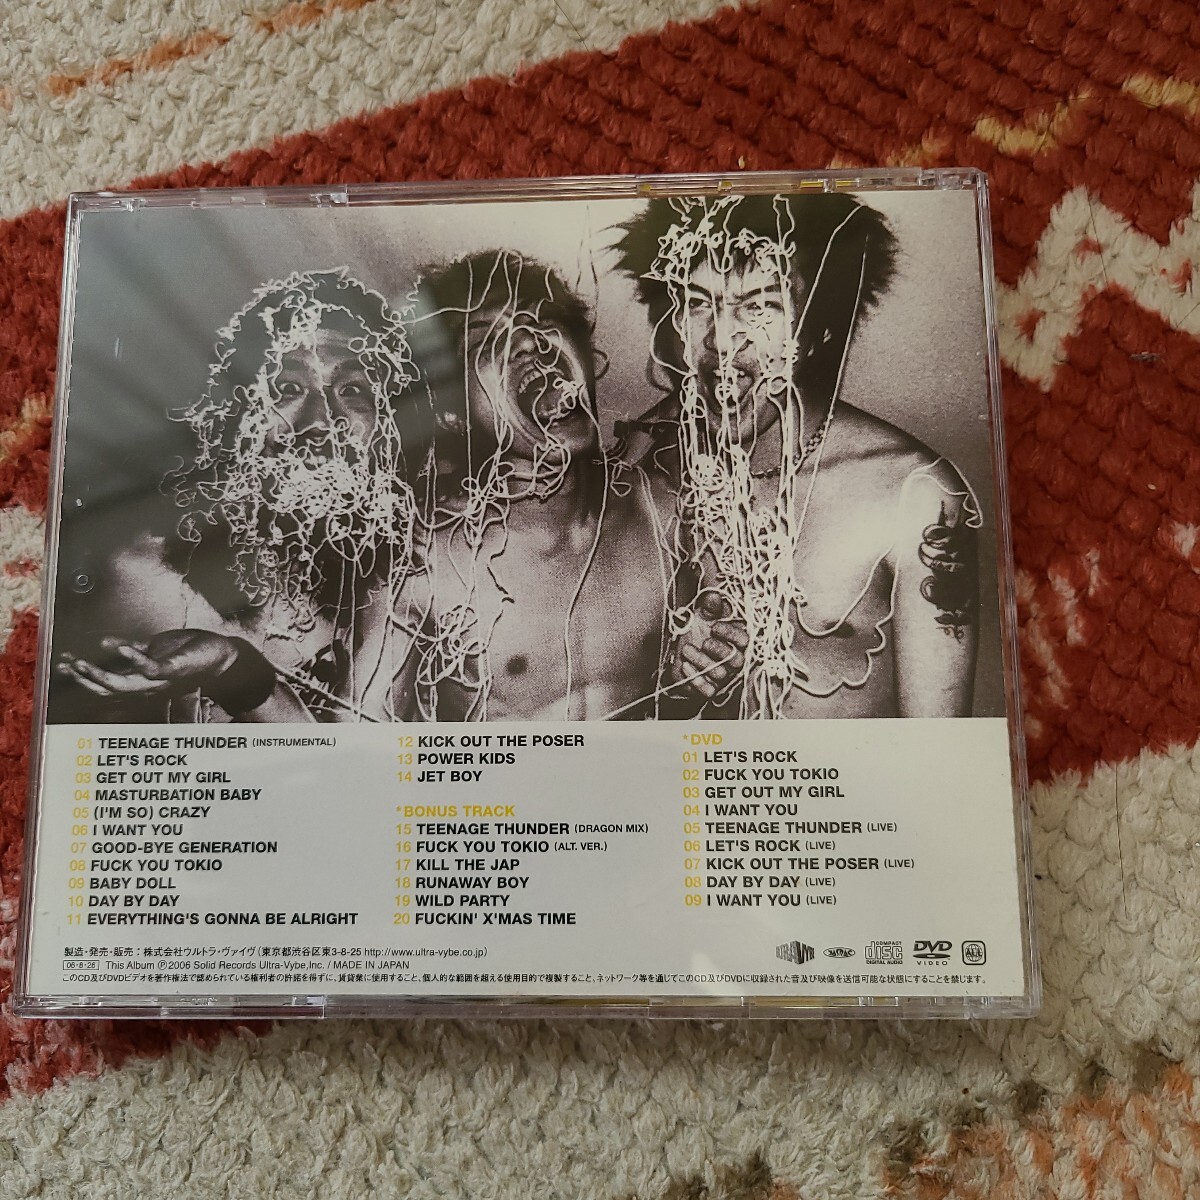 01 TEENAGE THUNDER (INSTRUMENTAL)
02 LET'S ROCK
03 GET OUT MY GIRL
04 MASTURBATION BABY
05 (I'M SO) CRAZY
06 I WANT YOU
07 GOOD-BYE GENERATION
08 FUCK YOU TOKIO
09 BABY DOLL
10 DAY BY DAY
11 EVERYTHING'S GONNA BE ALRIGHT
12 KICK OUT THE POSER
13 POWER KIDS
14 JET BOY
*BONUS TRACK
15 TEENAGE THUNDER (DRAGON MIX)
16 FUCK YOU TOKIO (ALT. VER.)
17 KILL THE JAP
18 RUNAWAY BOY
19 WILD PARTY
20 FUCKIN' X'MAS TIME
*DVD
01 LET'S ROCK
02 FUCK YOU TOKIO
03 GET OUT MY GIRL
04 I WANT YOU
05 TEENAGE THUNDER (LIVE)
06 LET'S ROCK (LIVE)
07 KICK OUT THE POSER (LIVE)
08 DAY BY DAY (LIVE)
09 I WANT YOU (LIVE)
製造・発売・販売：株式会社ウルトラ・ヴァイヴ（東京都渋谷区東3-8-25 http://www.ultra-vybe.co.jp）
06-8-26 This Album ℗2006 Solid Records Ultra-Vybe,Inc. / MADE IN JAPAN
このCD及びDVDビデオを著作権法で認められている権利者の許諾を得ずに、賃貸業に使用すること、個人的な範囲を超える使用目的で複製すること、ネットワーク等を通じてこのCD及びDVDに収録された音及び映像を送信可能な状態にすることを禁じます。
COMPACT
disc
DIGITAL AUDIO
DVD
VIDEO
ALL